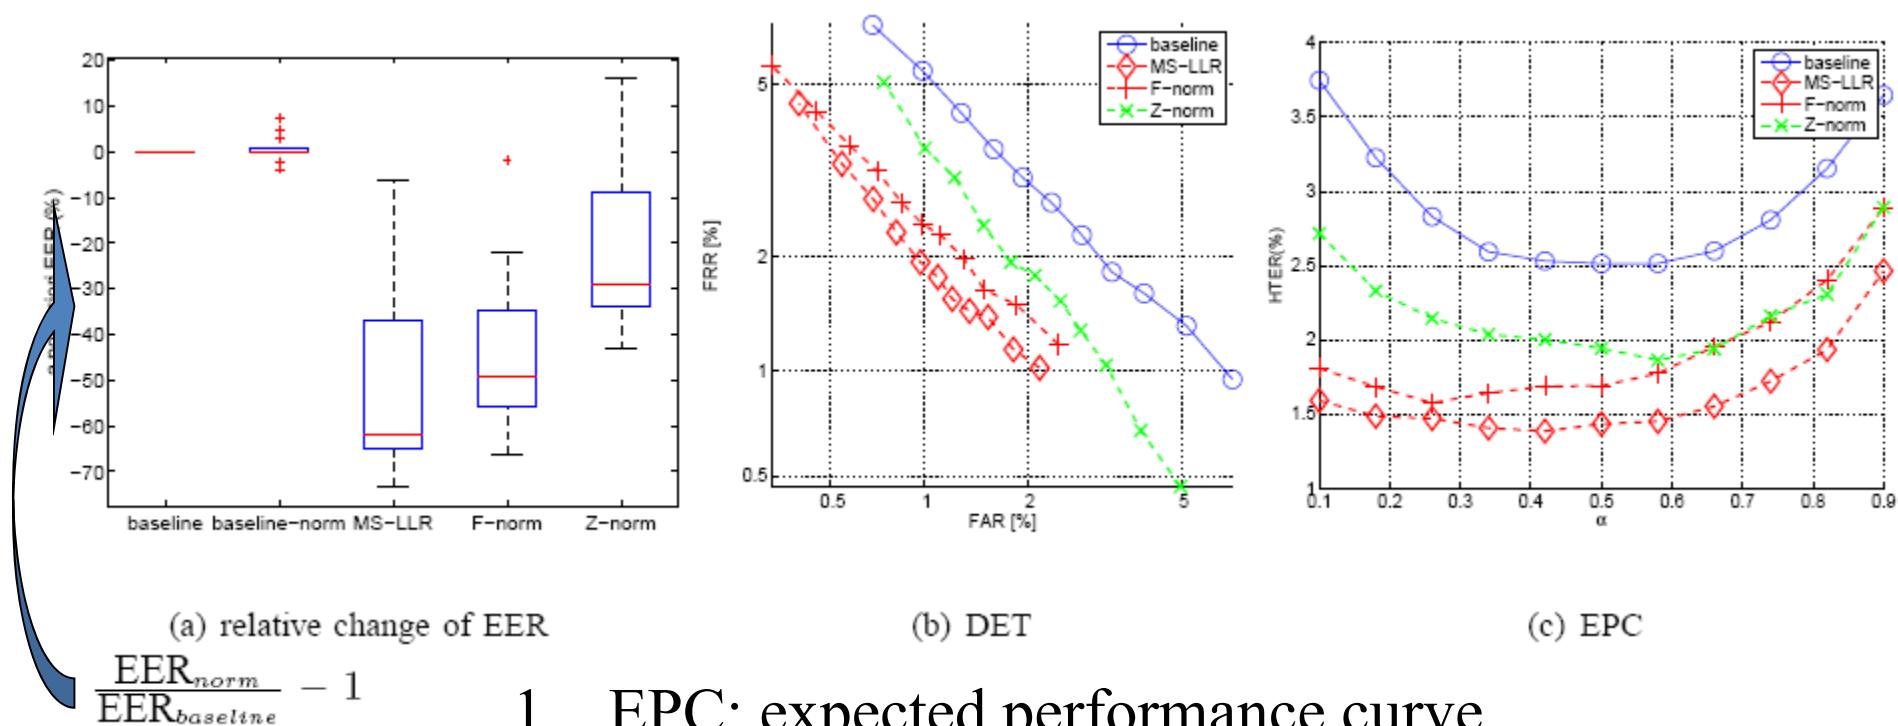 20
10
0
−10
−20
−30
−40
−50
−60
−70
EER (%)
baseline baseline−norm MS−LLR F−norm Z−norm
(a) relative change of EER
baseline
MS−LLR
F−norm
Z−norm
5
2
1
0.5
FRR [%]
0.5 1 2 5
FAR [%]
(b) DET
baseline
MS−LLR
F−norm
Z−norm
4
3.5
3
2.5
2
1.5
1
HTER(%)
0.1 0.2 0.3 0.4 0.5 0.6 0.7 0.8 0.9
α
(c) EPC
EERnorm
EERbaseline
− 1
1 EPC: expected performance curve